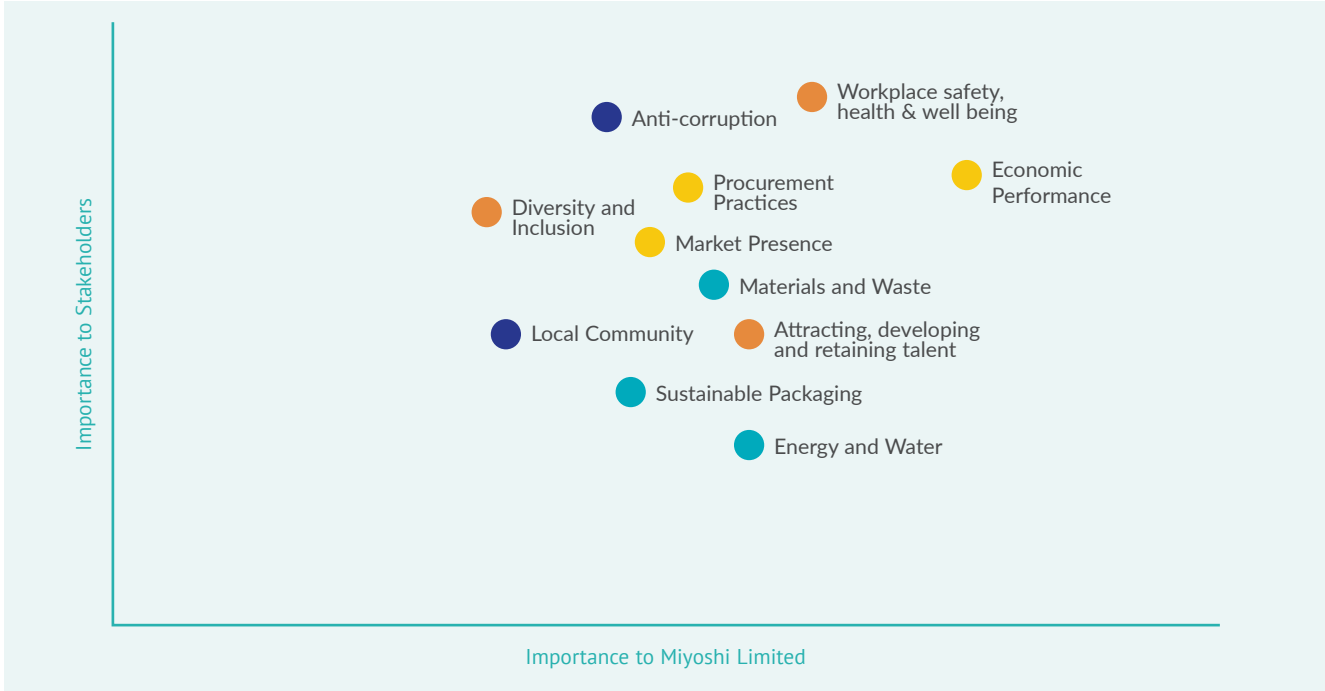 Importance to Stakeholders
Anti-corruption
Workplace safety,
health & well being
Economic
Performance
Procurement
Practices
Diversity and
Inclusion
Market Presence
Materials and Waste
Local Community
Attracting, developing
and retaining talent
Sustainable Packaging
Energy and Water
Importance to Miyoshi Limited